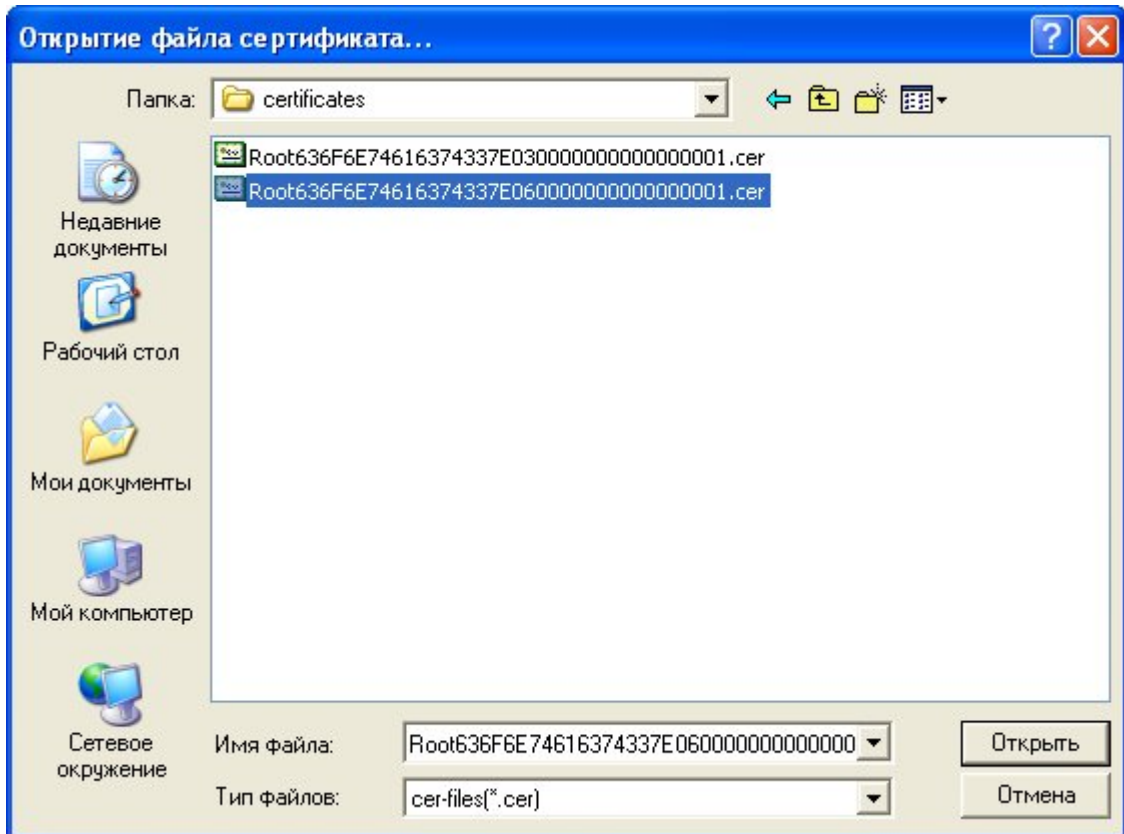 Открытие файла сертификата...
Папка:
certificates
Root636F6E74616374337E030000000000000001.cer
Root636F6E74616374337E060000000000000001.cer
Недавние
документы
Рабочий стол
Мои документы
Мой компьютер
Сетевое
окружение
Имя файла:
Root636F6E74616374337E060000000000000
Открыть
Тип файлов:
cer-files(*.cer)
Отмена